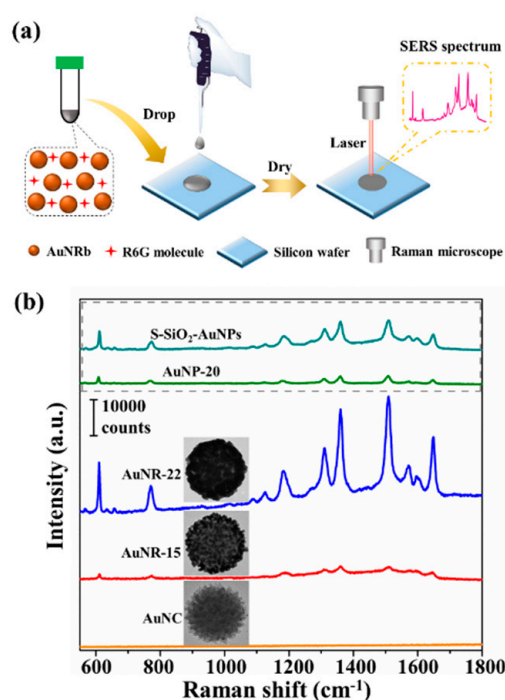 (a)
SERS spectrum
Drop
Laser
Dry
AuNRb
R6G molecule
Silicon wafer
Raman microscope
(b)
S-SiO₂-AuNPs
AuNP-20
10000
counts
AuNR-22
AuNR-15
AuNC
Intensity (a.u.)
600 800 1000 1200 1400 1600 1800
Raman shift (cm⁻¹)